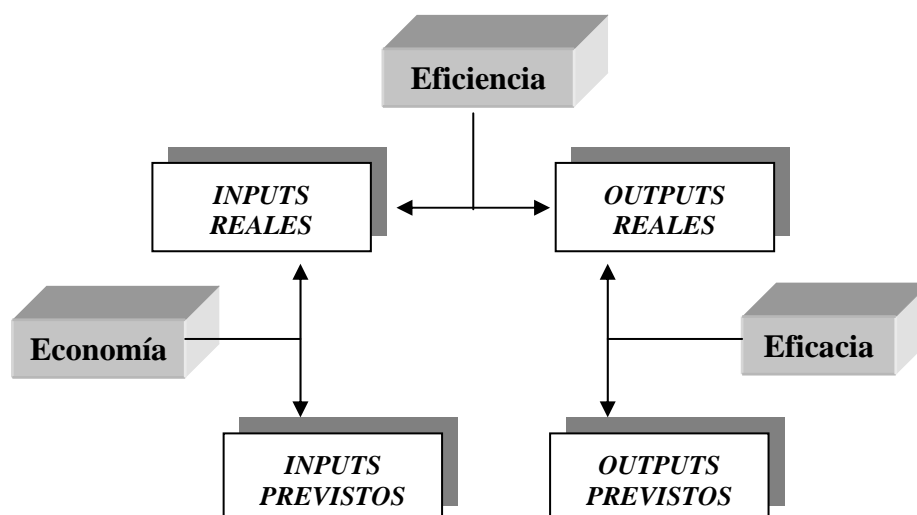 Eficiencia
INPUTS
REALES
OUTPUTS
REALES
Economía
Eficacia
INPUTS
PREVISTOS
OUTPUTS
PREVISTOS